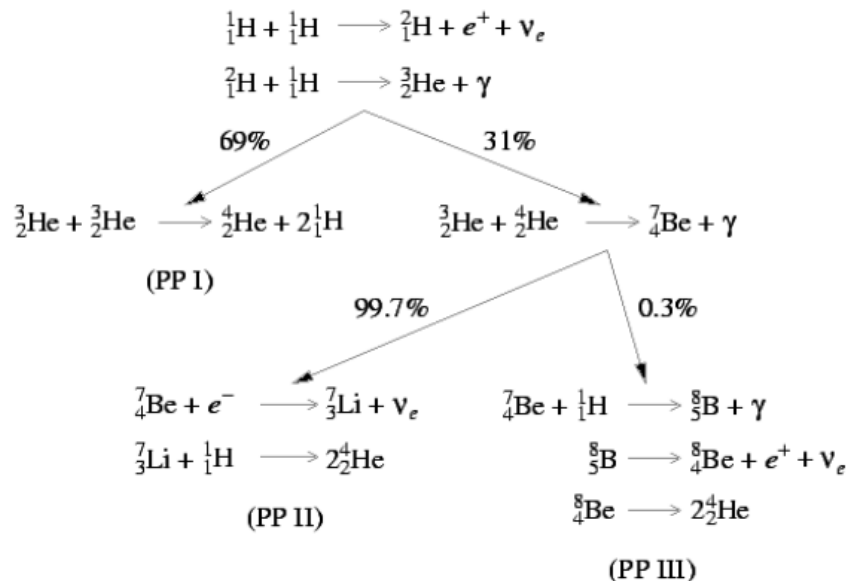 ¹₁H + ¹₁H ⟶ ²₁H + e⁺ + νₑ
²₁H + ¹₁H ⟶ ³₂He + γ
69% 31%
³₂He + ³₂He ⟶ ⁴₂He + 2¹₁H ³₂He + ⁴₂He ⟶ ⁷₄Be + γ
(PP I)
99.7% 0.3%
⁷₄Be + e⁻ ⟶ ⁷₃Li + νₑ ⁷₄Be + ¹₁H ⟶ ⁸₅B + γ
⁷₃Li + ¹₁H ⟶ 2⁴₂He ⁸₅B ⟶ ⁸₄Be + e⁺ + νₑ
(PP II) ⁸₄Be ⟶ 2⁴₂He
(PP III)